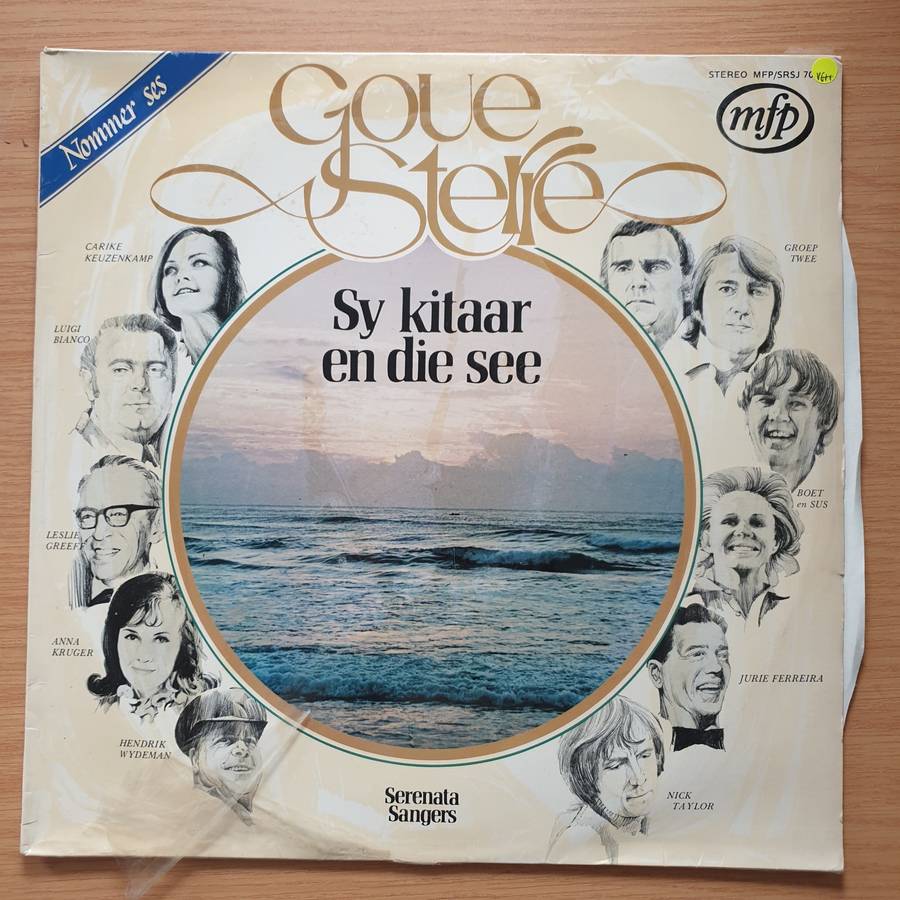 Nommer ses
Goue
Sterre
STEREO MFP/SRSJ 70
VG++
mfp
CARIKE
KEUZENKAMP
GROEP
TWEE
Sy kitaar
en die see
LUIGI
BIANCO
BOET
en SUS
LESLIE
GREEFF
ANNA
KRUGER
JURIE FERREIRA
HENDRIK
WYDEMAN
Serenata
Sangers
NICK
TAYLOR